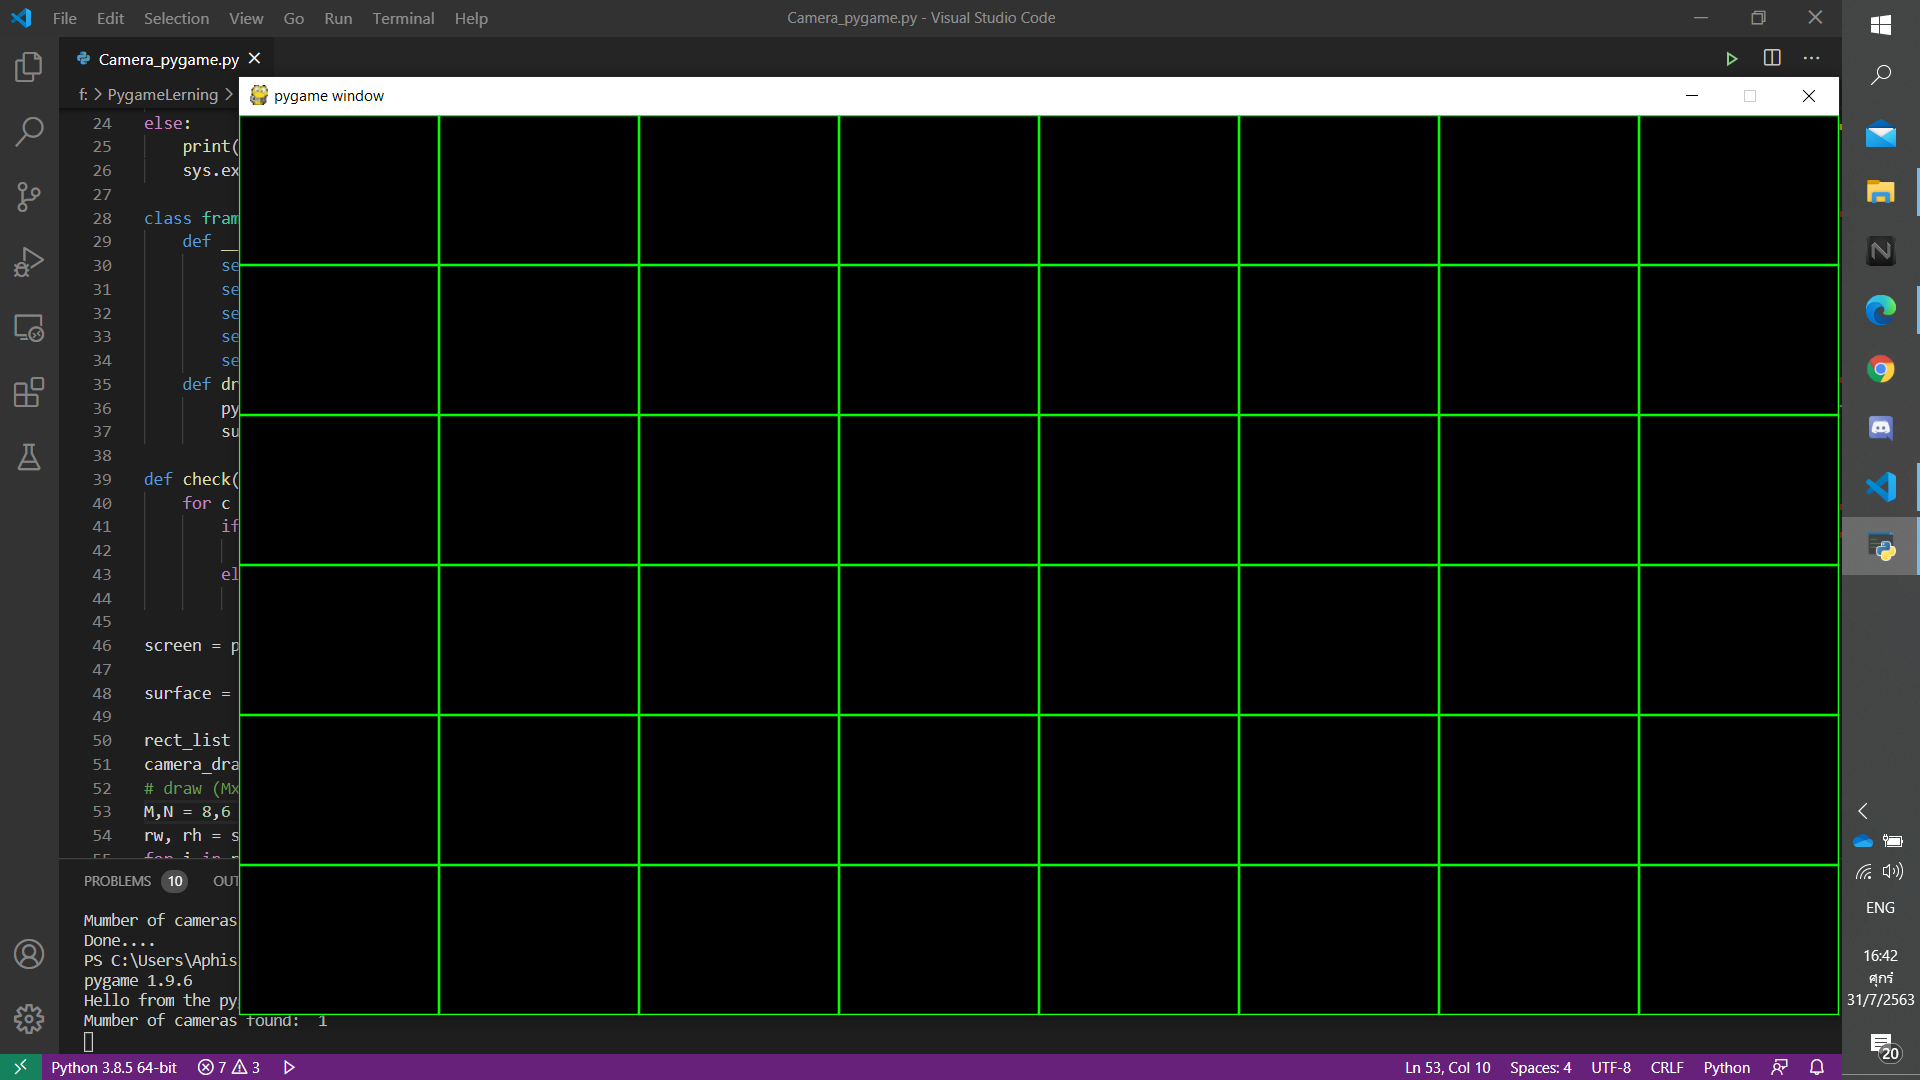 File Edit Selection View Go Run Terminal Help
Camera_pygame.py - Visual Studio Code
Camera_pygame.py
f: > PygameLerning >
pygame window
24 else:
25 print(
26 sys.ex
27
28 class fram
29 def __
30 se
31 se
32 se
33 se
34 se
35 def dr
36 py
37 su
38
39 def check(
40 for c
41 if
42
43 el
44
45
46 screen = p
47
48 surface =
49
50 rect_list
51 camera_dra
52 # draw (Mx
53 M,N = 8,6
54 rw, rh = s
55 for i in r
PROBLEMS 10 OUT
Mumber of cameras
Done....
PS C:\Users\Aphis
pygame 1.9.6
Hello from the pyg
Mumber of cameras found: 1
Python 3.8.5 64-bit 7 3
Ln 53, Col 10 Spaces: 4 UTF-8 CRLF Python
ENG
16:42
ศุกร์
31/7/2563
20